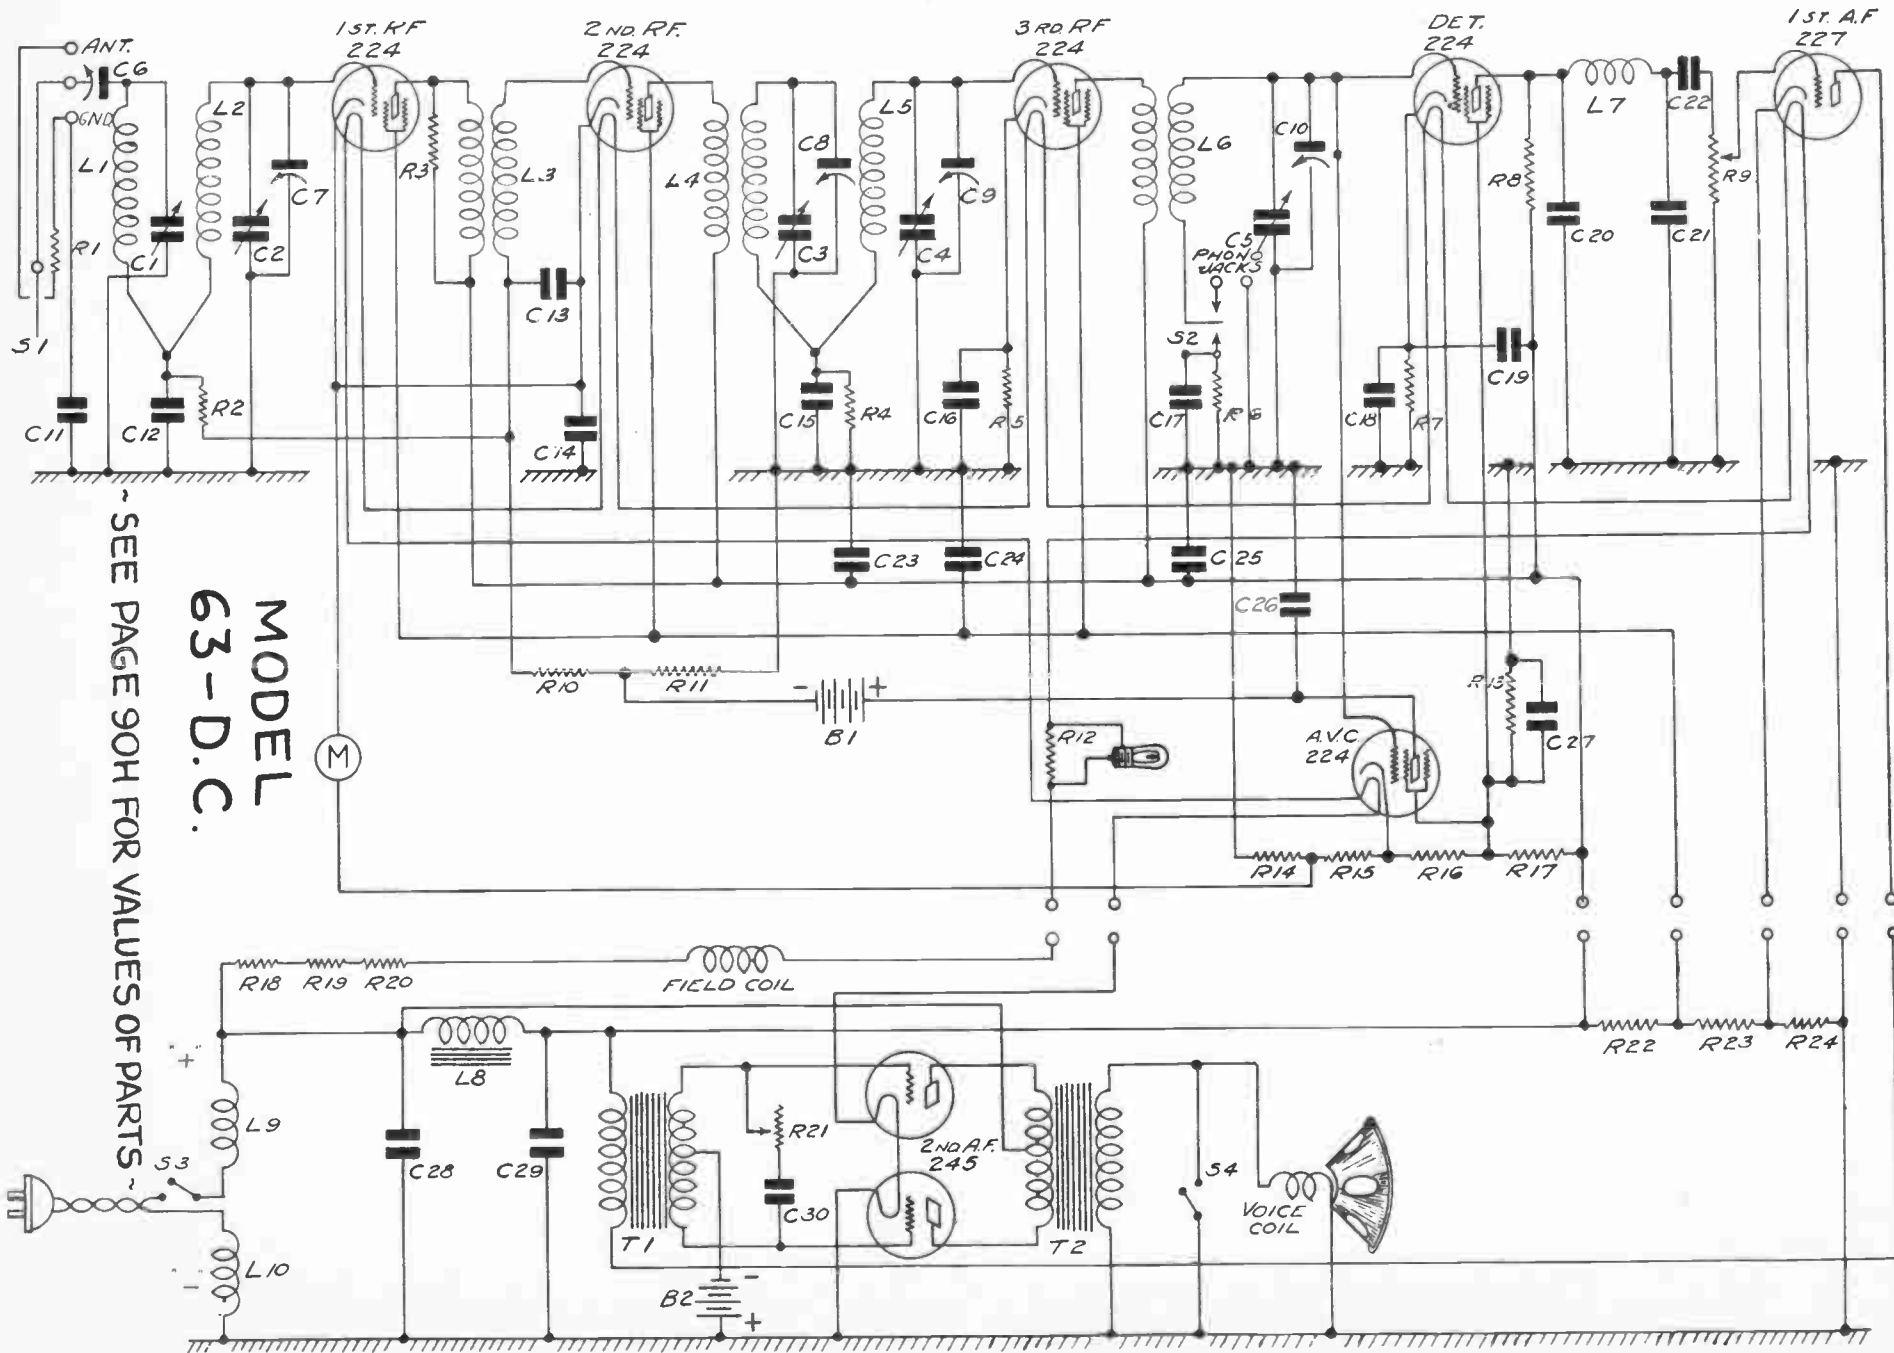 1ST. RF
224
2ND. RF.
224
3RD. RF
224
DET.
224
1ST. A.F
227
ANT.
C6
GND
L1
L2
C7
R1
C1
C2
S1
C11
C12
R2
R3
L3
C13
C14
L4
C8
L5
C9
C3
C4
C15
R4
C16
R5
L6
C10
C5
PHONO
JACKS
S2
C17
R6
C18
R7
C19
R8
L7
C22
R9
C20
C21
C23
C24
C25
C26
R10
R11
- +
B1
R12
A.V.C
224
R13
C27
R14
R15
R16
R17
M
MODEL
63-D.C.
~SEE PAGE 90H FOR VALUES OF PARTS~
R18
R19
R20
FIELD COIL
R22
R23
R24
"+"
L8
L9
S3
L10
"-"
C28
C29
T1
R21
C30
B2
-
+
2ND A.F.
245
T2
S4
VOICE
COIL